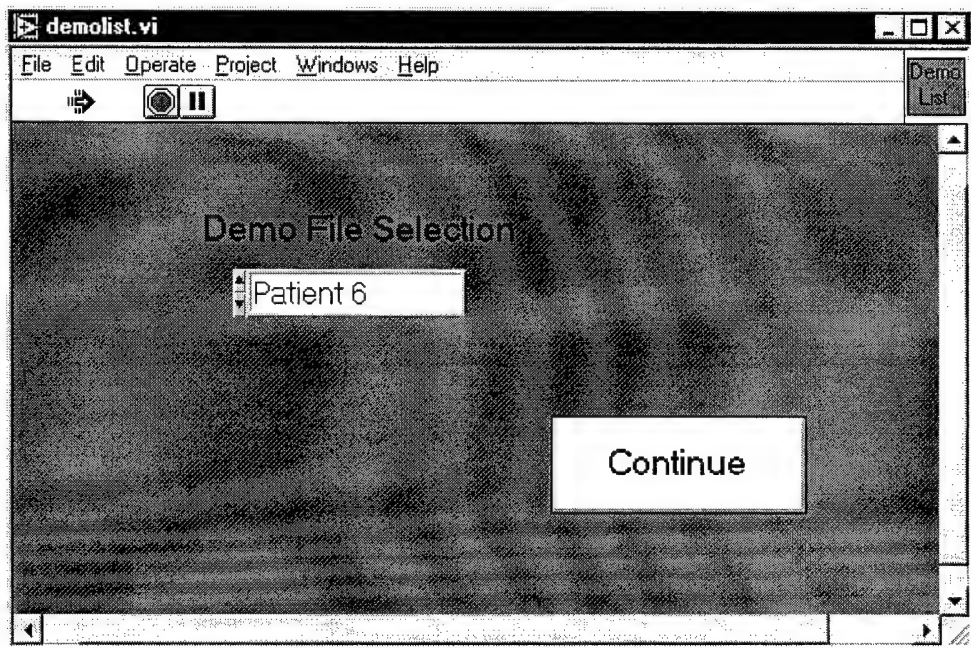 demolist.vi
File Edit Operate Project Windows Help
Demo
List
Demo File Selection
Patient 6
Continue